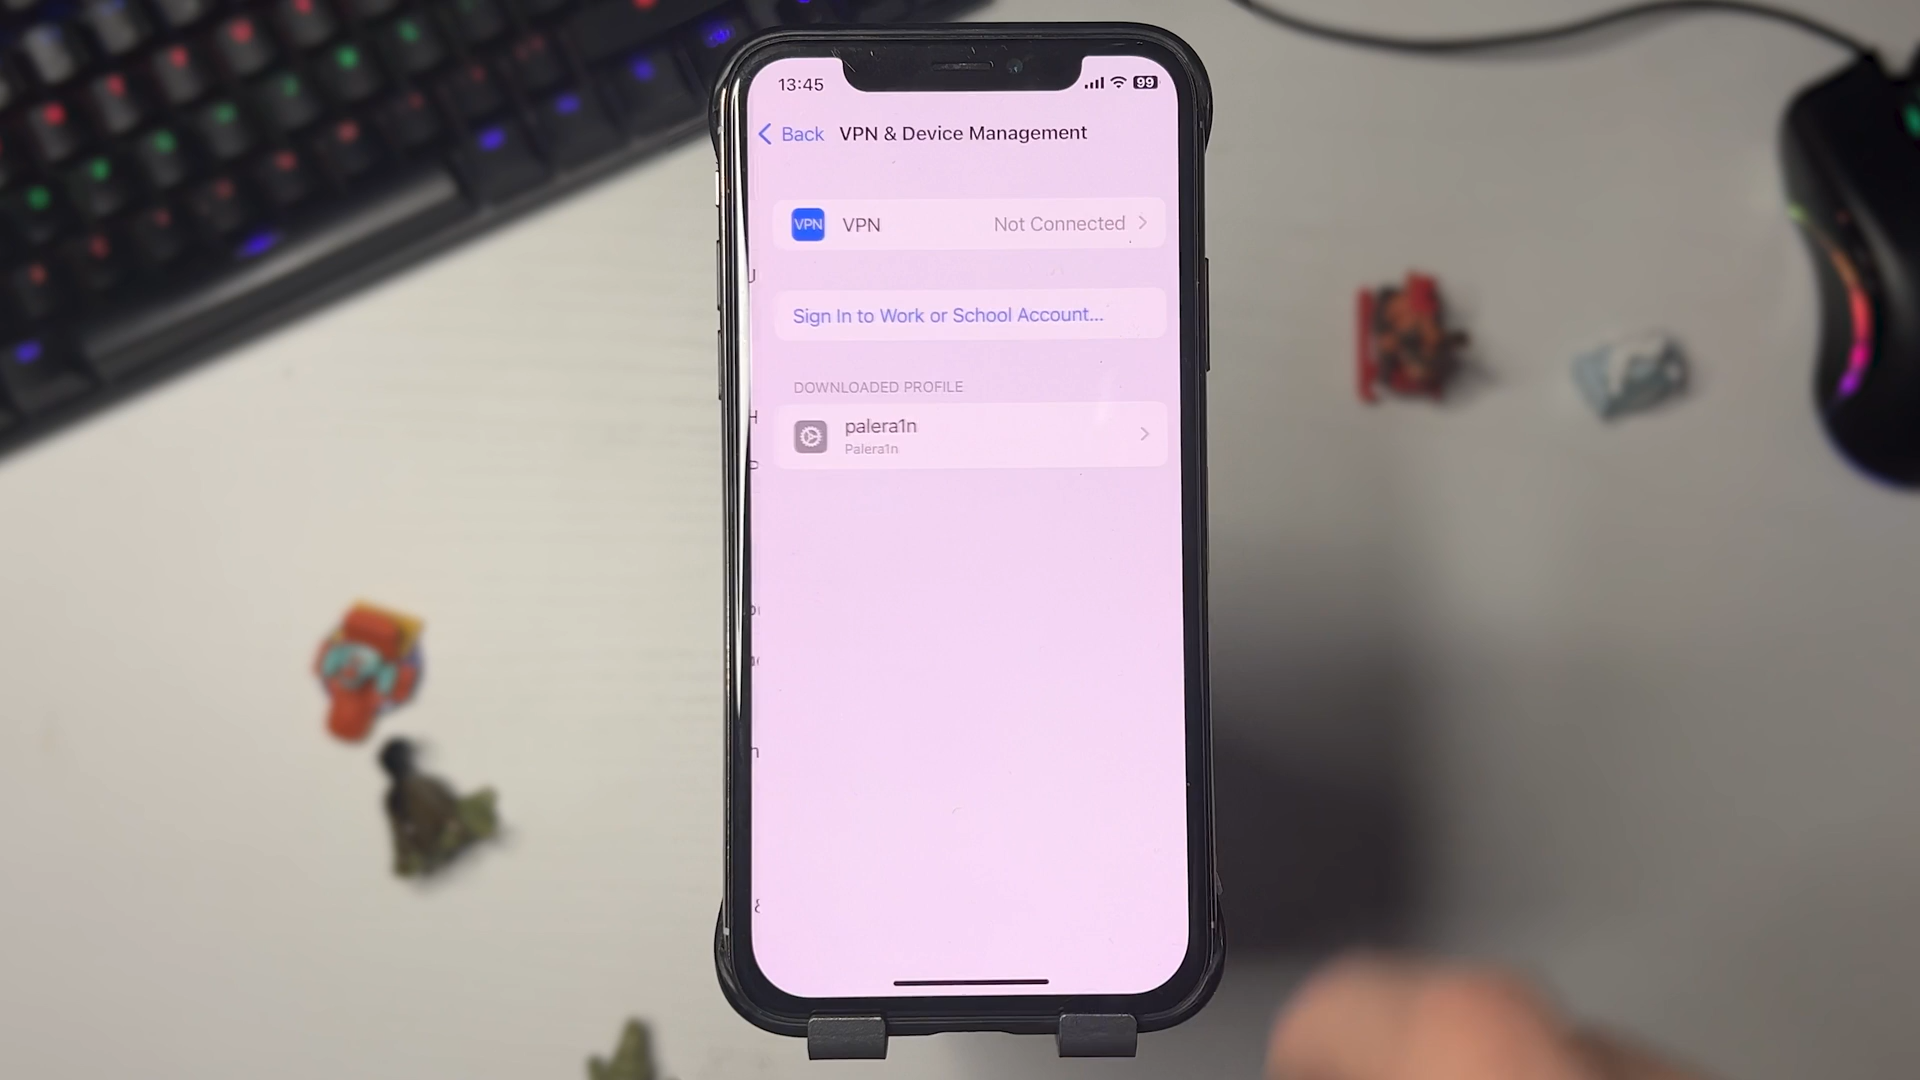 13:45
99
Back
VPN & Device Management
VPN
VPN
Not Connected
Sign In to Work or School Account...
DOWNLOADED PROFILE
palera1n
Palera1n